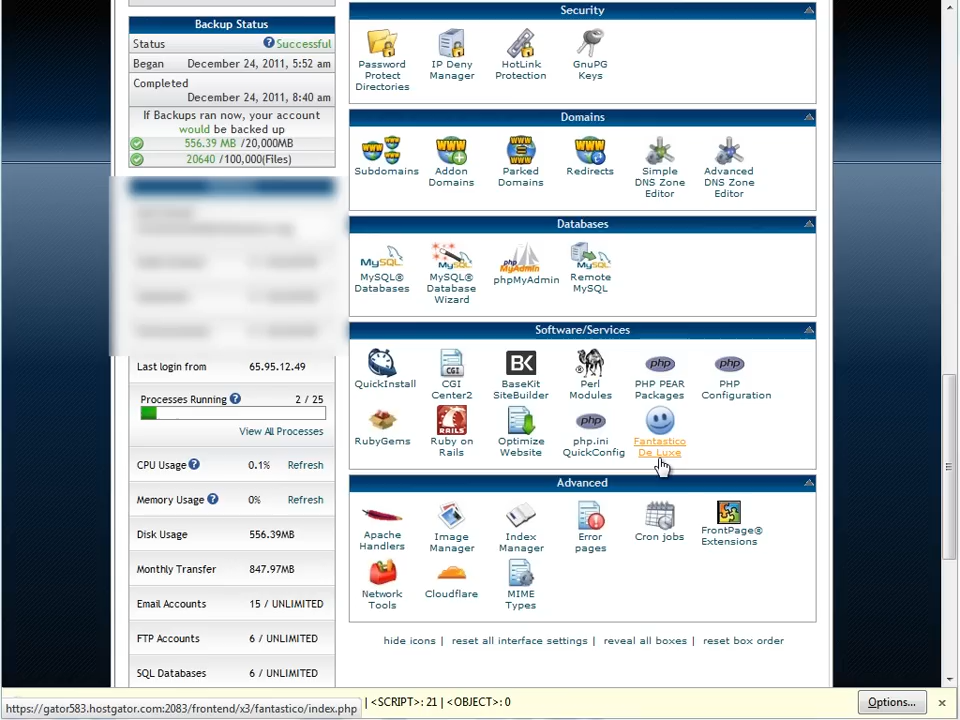 Backup Status
Status Successful
Began December 24, 2011, 5:52 am
Completed
December 24, 2011, 8:40 am
If Backups ran now, your account
would be backed up
556.39 MB /20,000MB
20640 /100,000(Files)
Last login from 65.95.12.49
Processes Running 2 / 25
View All Processes
CPU Usage 0.1% Refresh
Memory Usage 0% Refresh
Disk Usage 556.39MB
Monthly Transfer 847.97MB
Email Accounts 15 / UNLIMITED
FTP Accounts 6 / UNLIMITED
SQL Databases 6 / UNLIMITED
Security
Password
Protect
Directories
IP Deny
Manager
HotLink
Protection
GnuPG
Keys
Domains
Subdomains
Addon
Domains
Parked
Domains
Redirects
Simple
DNS Zone
Editor
Advanced
DNS Zone
Editor
Databases
MySQL®
Databases
MySQL®
Database
Wizard
phpMyAdmin
Remote
MySQL
Software/Services
QuickInstall
CGI
Center2
BaseKit
SiteBuilder
Perl
Modules
PHP PEAR
Packages
PHP
Configuration
RubyGems
Ruby on
Rails
Optimize
Website
php.ini
QuickConfig
Fantastico
De Luxe
Advanced
Apache
Handlers
Image
Manager
Index
Manager
Error
pages
Cron jobs
FrontPage®
Extensions
Network
Tools
Cloudflare
MIME
Types
hide icons | reset all interface settings | reveal all boxes | reset box order
https://gator583.hostgator.com:2083/frontend/x3/fantastico/index.php | <SCRIPT>: 21 | <OBJECT>: 0
Options...